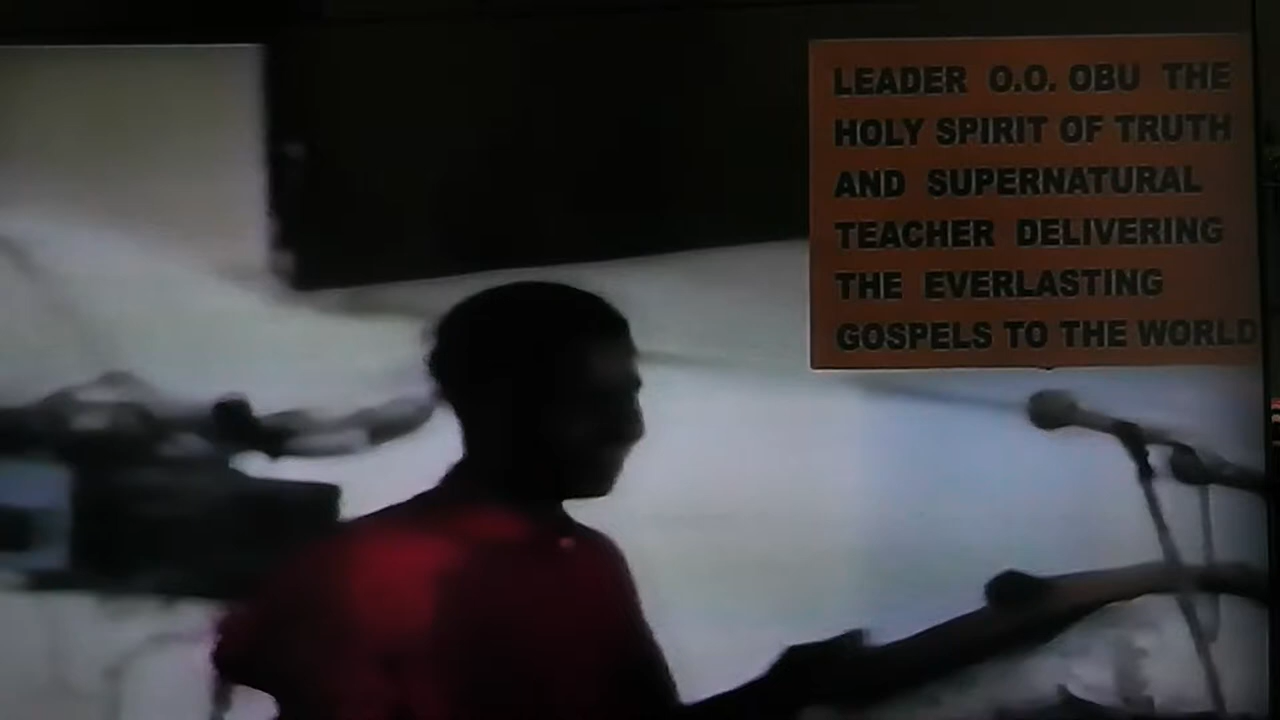 LEADER O.O. OBU THE
HOLY SPIRIT OF TRUTH
AND SUPERNATURAL
TEACHER DELIVERING
THE EVERLASTING
GOSPELS TO THE WORLD